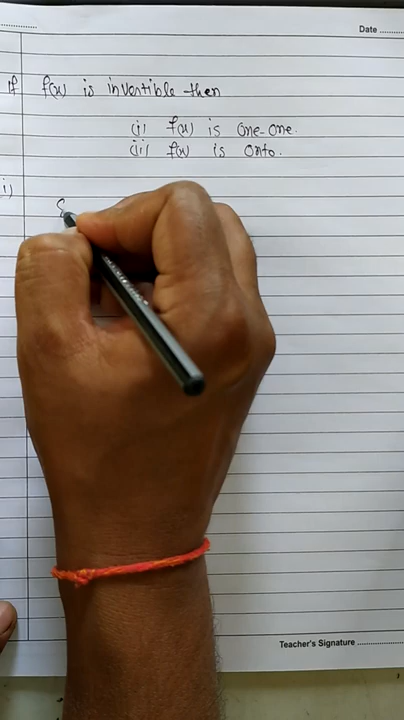 Date ..........
If f(x) is invertible then
(i) f(x) is one-one.
(ii) f(x) is onto.
i)
S
Teacher's Signature ..............